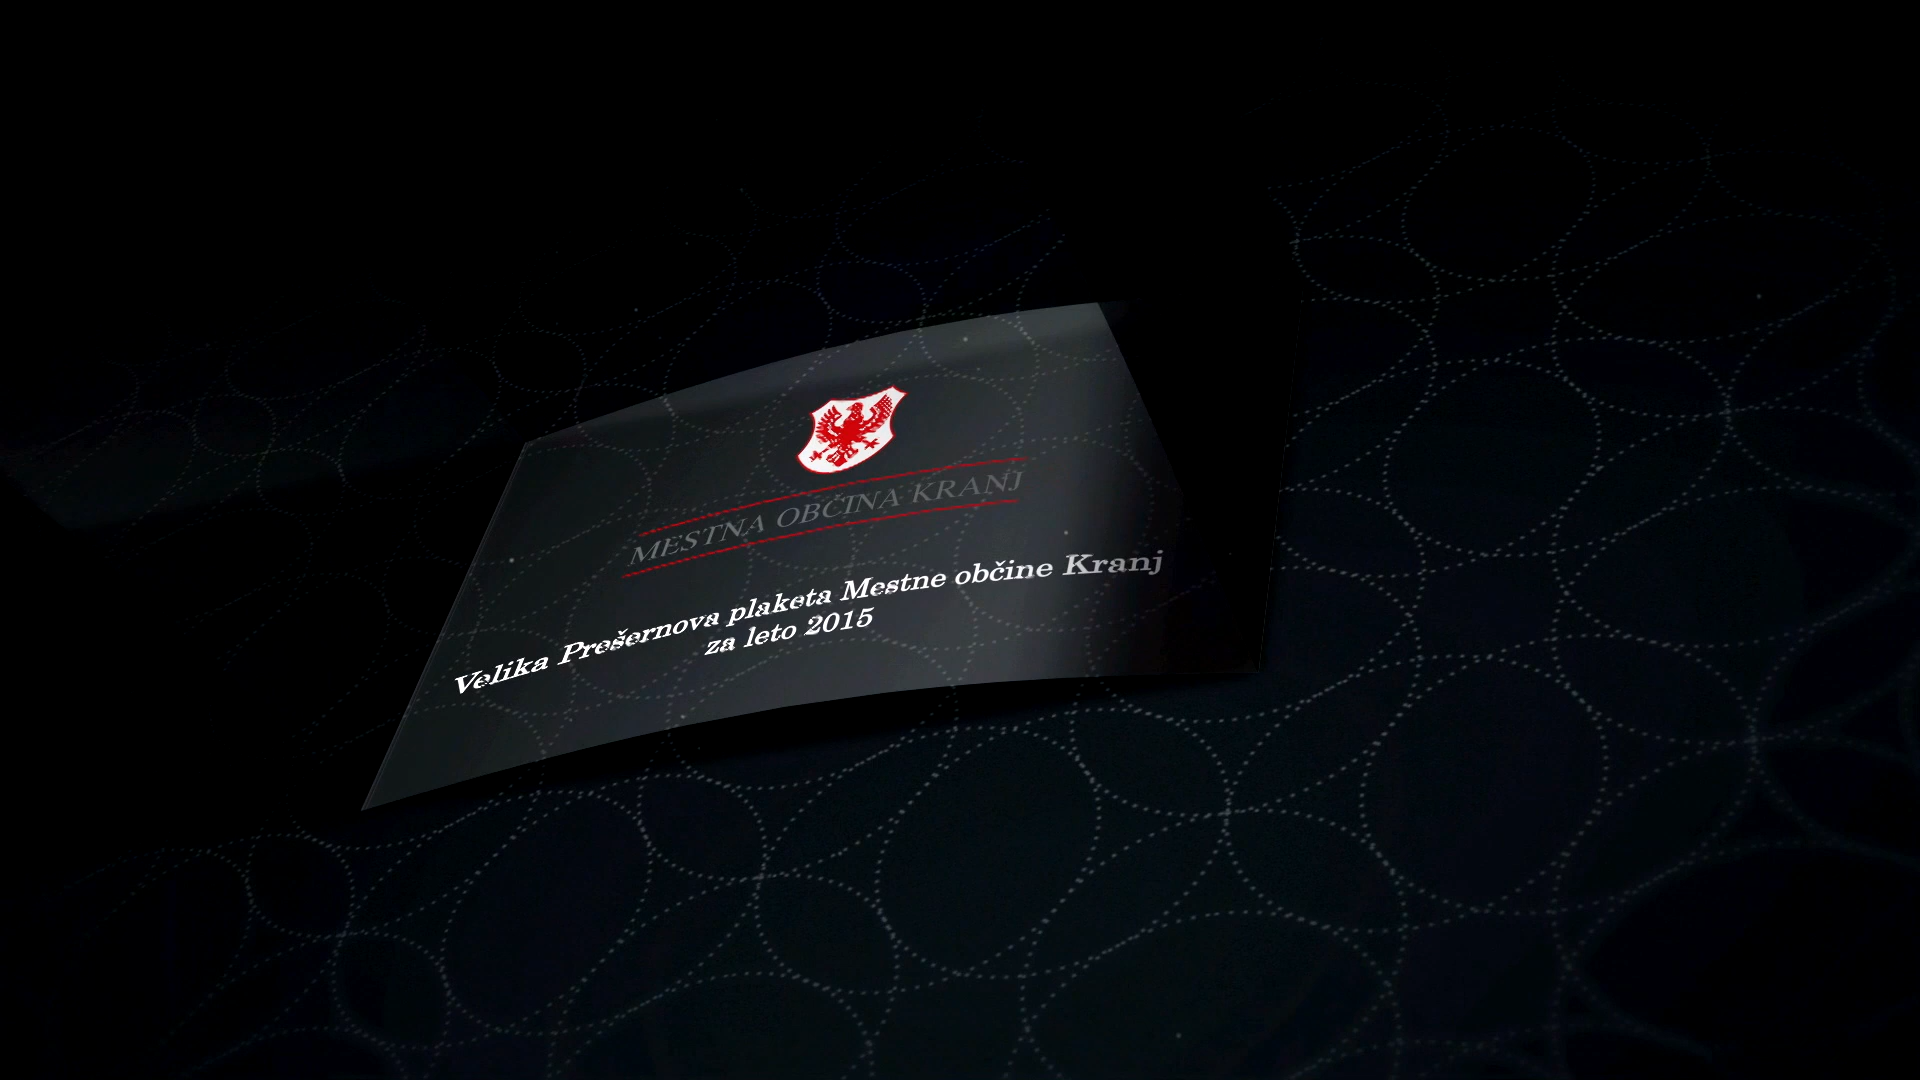 MESTNA OBČINA KRANJ
Velika Prešernova plaketa Mestne občine Kranj
za leto 2015